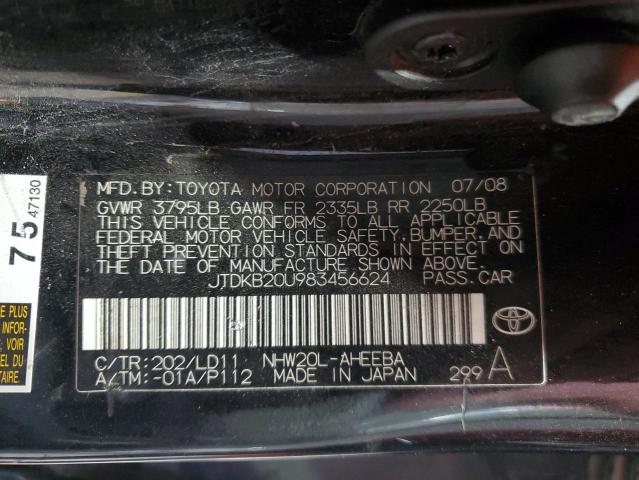 MFD. BY: TOYOTA MOTOR CORPORATION 07/08
GVWR 3795LB GAWR FR 2335LB RR 2250LB
THIS VEHICLE CONFORMS TO ALL APPLICABLE
FEDERAL MOTOR VEHICLE SAFETY, BUMPER, AND
THEFT PREVENTION STANDARDS IN EFFECT ON
THE DATE OF MANUFACTURE SHOWN ABOVE.
JTDKB20U983456624 PASS. CAR
C/TR: 202/LD11 NHW20L-AHEEBA
A/TM: -01A/P112 MADE IN JAPAN 299 A
75
47130
E PLUS
INFOR-